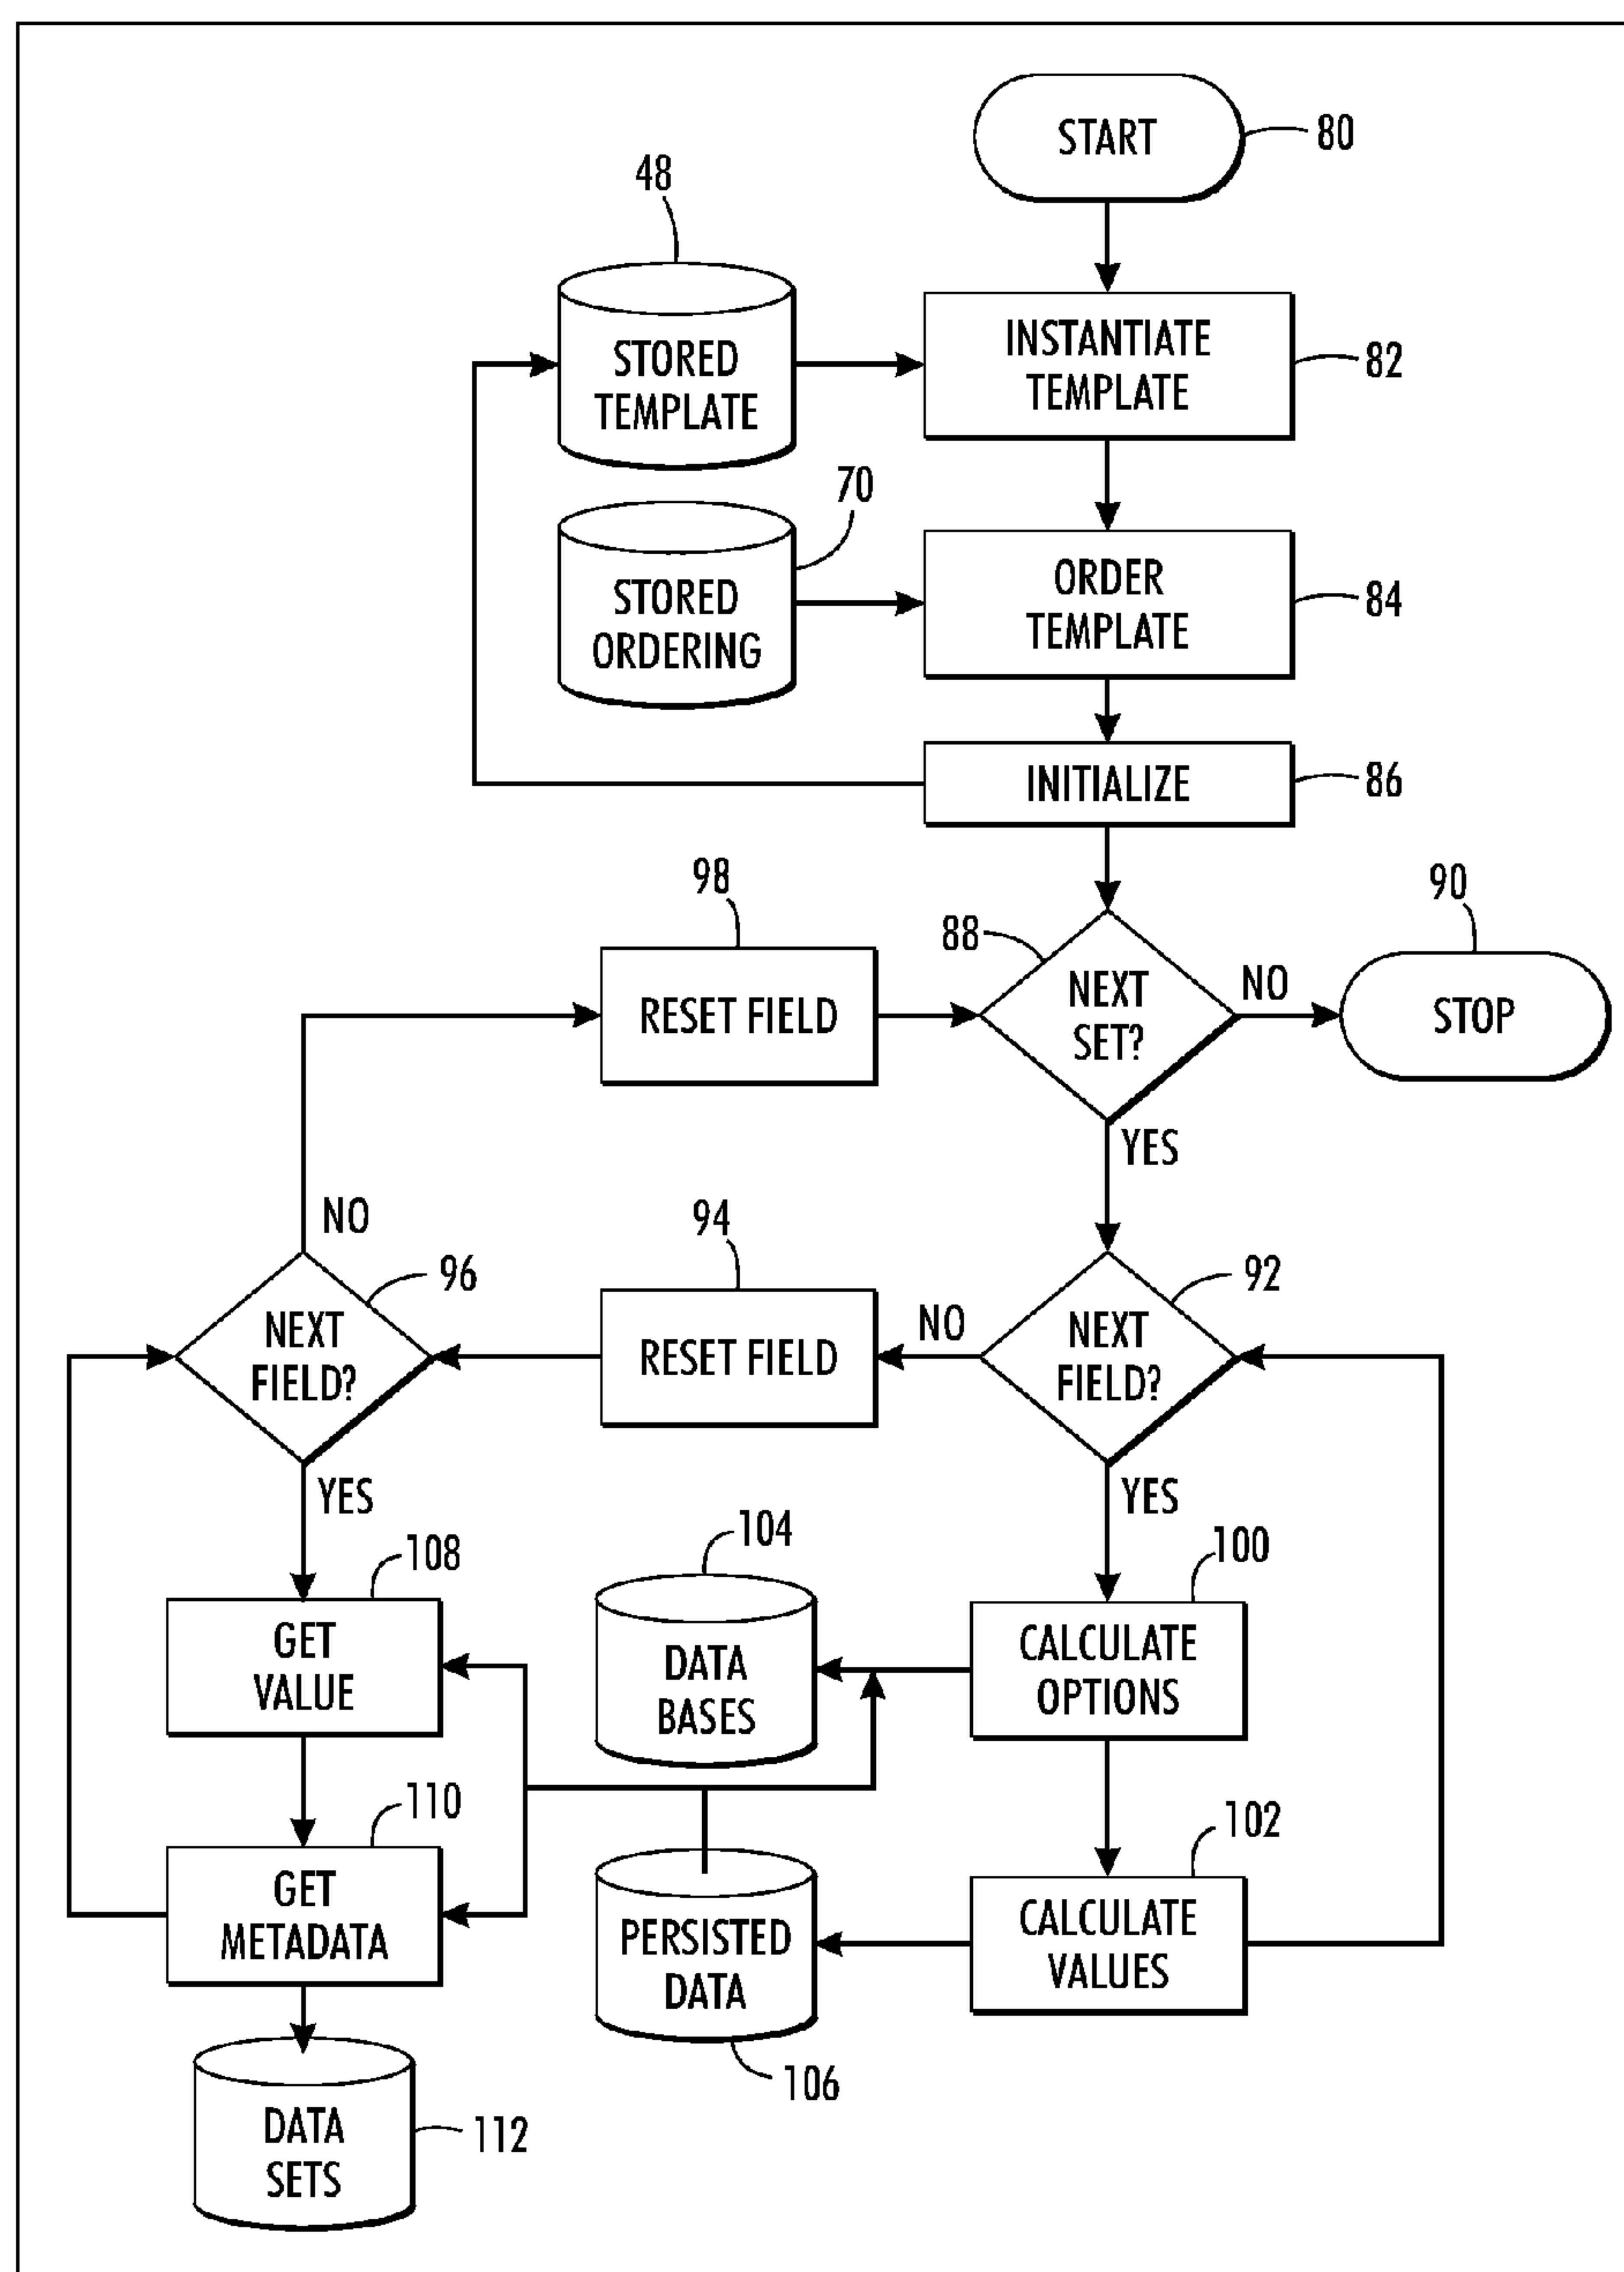 START
80
48
STORED
TEMPLATE
INSTANTIATE
TEMPLATE
82
70
STORED
ORDERING
ORDER
TEMPLATE
84
INITIALIZE
86
98
RESET FIELD
88
NEXT
SET?
NO
90
STOP
YES
NO
96
NEXT
FIELD?
94
RESET FIELD
NO
92
NEXT
FIELD?
YES
YES
108
GET
VALUE
104
DATA
BASES
100
CALCULATE
OPTIONS
110
GET
METADATA
PERSISTED
DATA
106
102
CALCULATE
VALUES
DATA
SETS
112